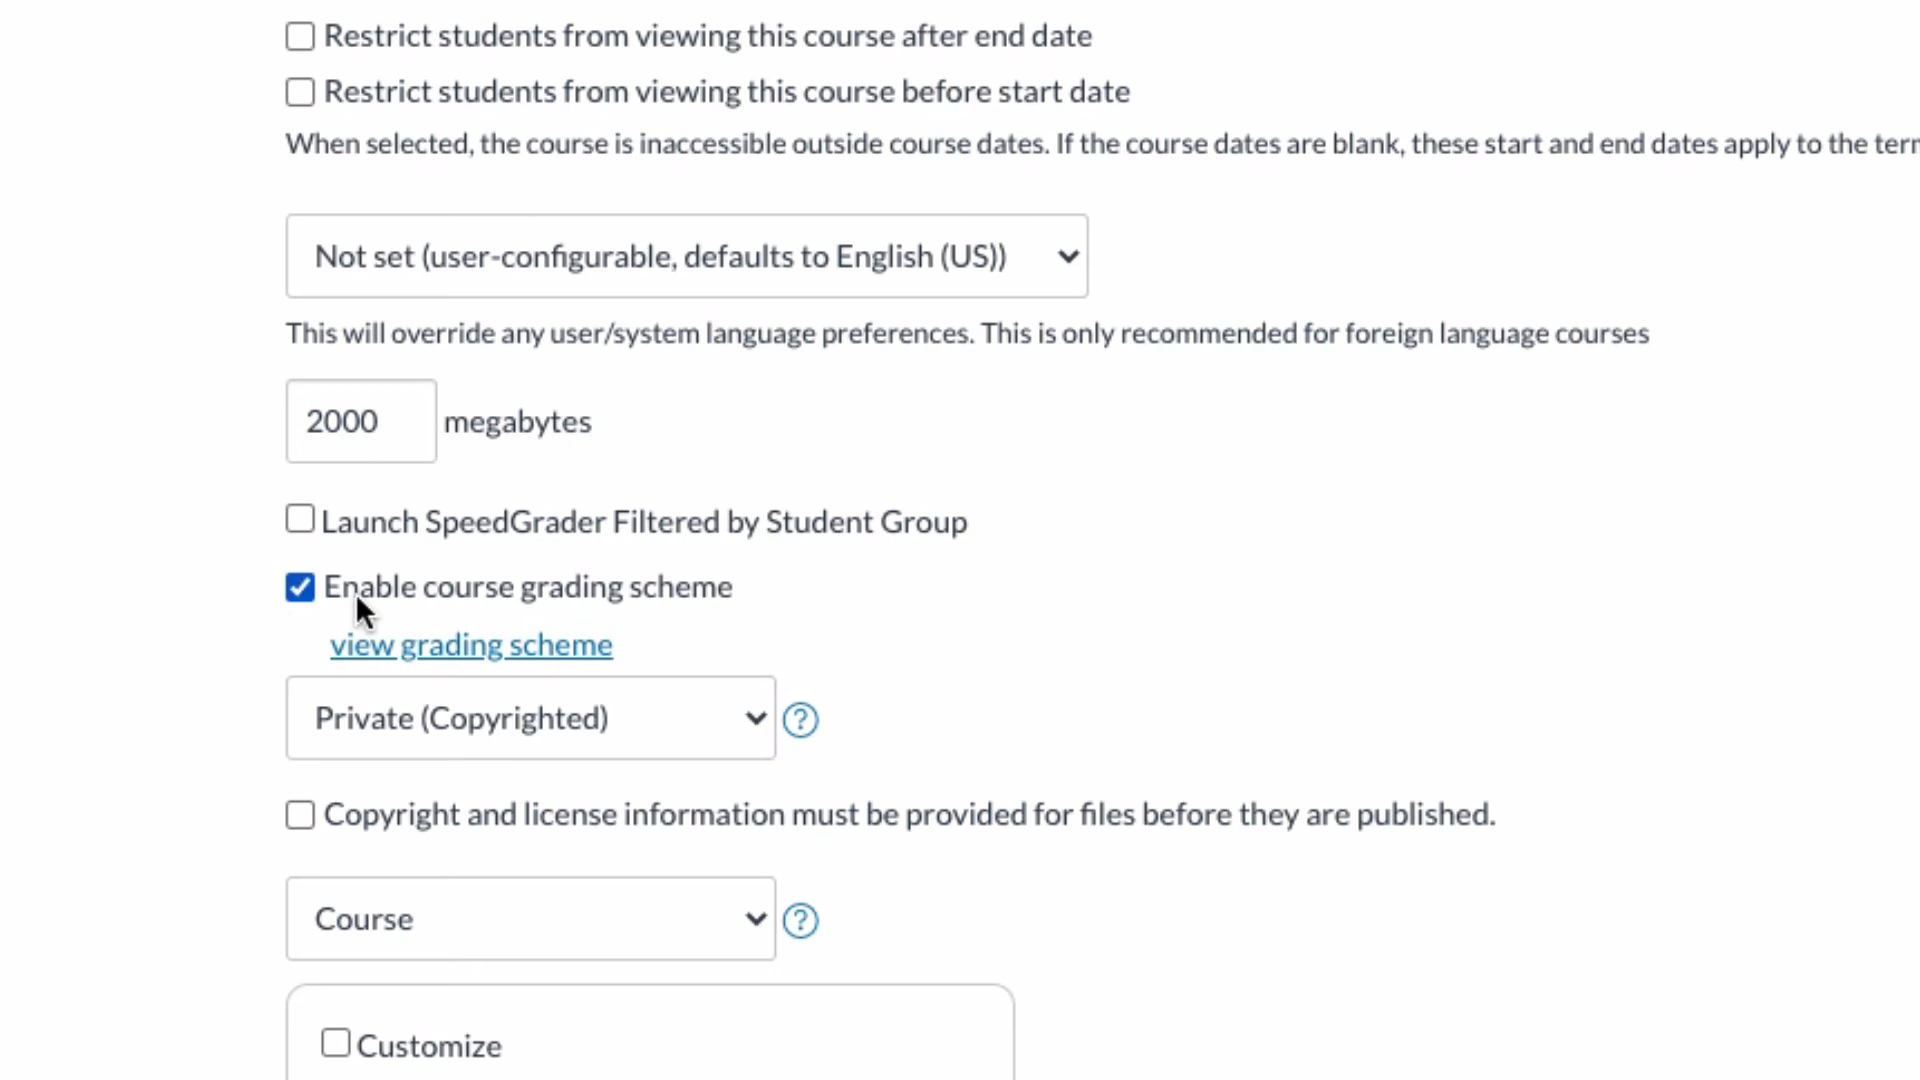 Restrict students from viewing this course after end date
Restrict students from viewing this course before start date
When selected, the course is inaccessible outside course dates. If the course dates are blank, these start and end dates apply to the
Not set (user-configurable, defaults to English (US))
This will override any user/system language preferences. This is only recommended for foreign language courses
2000 megabytes
Launch SpeedGrader Filtered by Student Group
Enable course grading scheme
view grading scheme
Private (Copyrighted) ?
Copyright and license information must be provided for files before they are published.
Course ?
Customize